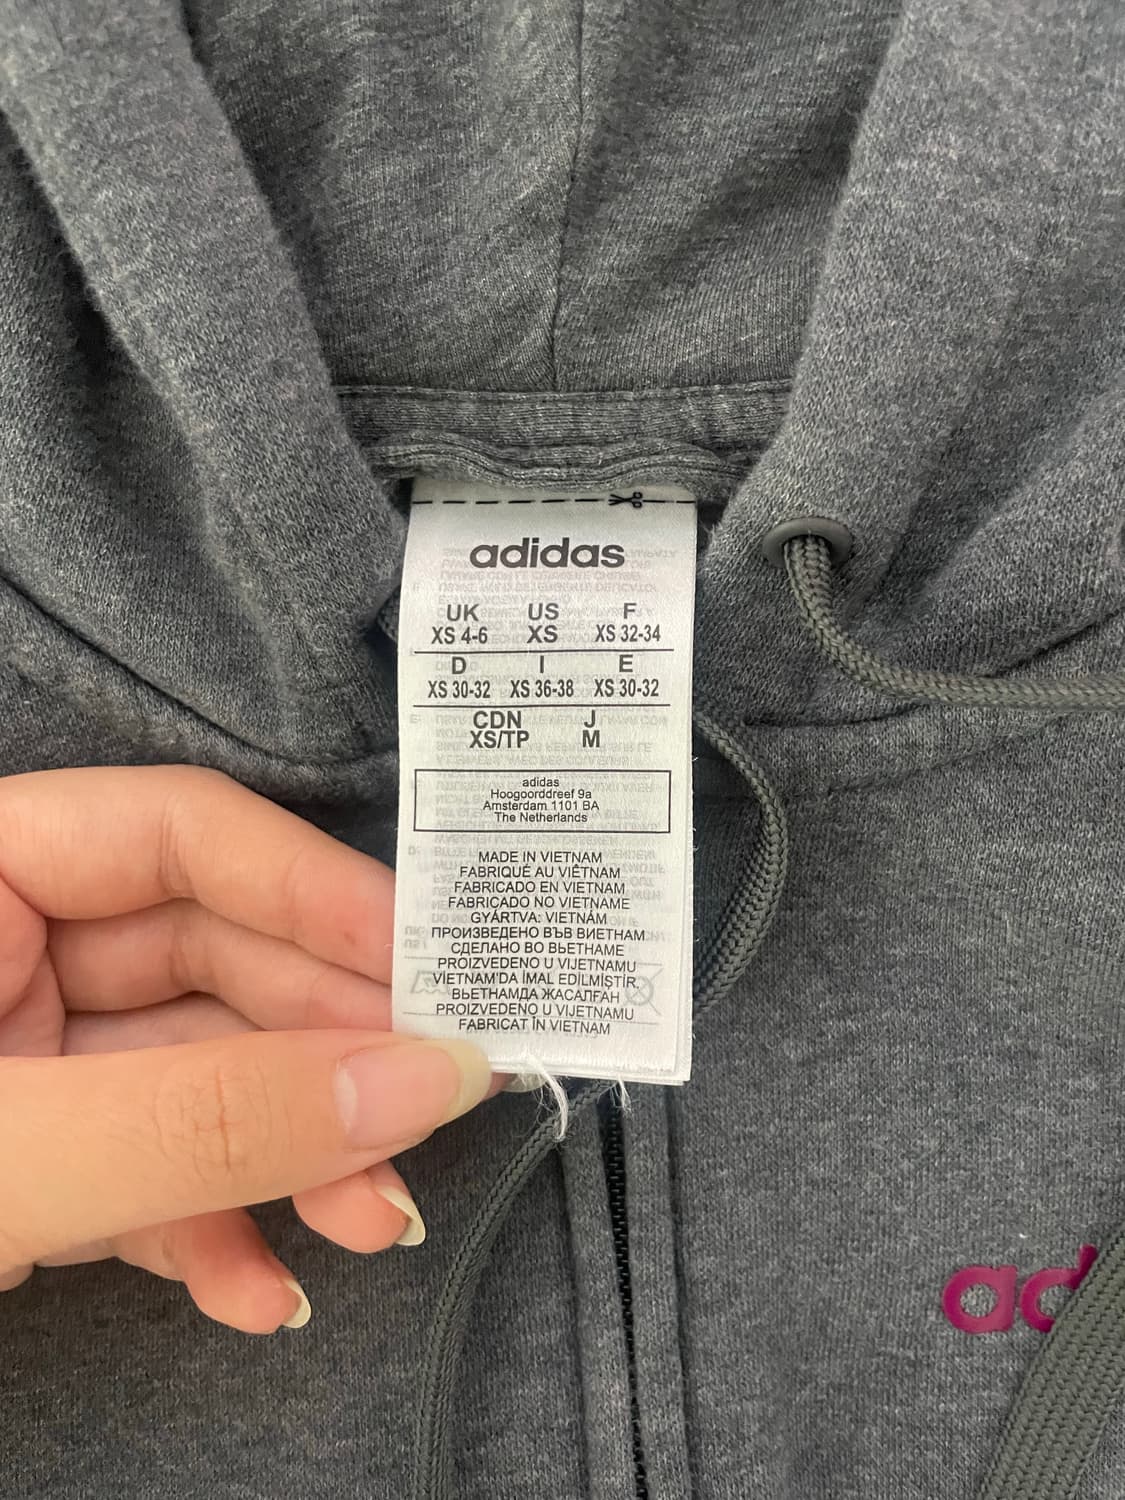 adidas
UK US F
XS 4-6 XS XS 32-34
D I E
XS 30-32 XS 36-38 XS 30-32
CDN J
XS/TP M
adidas
Hoogoorddreef 9a
Amsterdam 1101 BA
The Netherlands
MADE IN VIETNAM
FABRIQUÉ AU VIÊTNAM
FABRICADO EN VIETNAM
FABRICADO NO VIETNAME
GYÁRTVA: VIETNÁM
ПРОИЗВЕДЕНО ВЪВ ВИЕТНАМ
СДЕЛАНО ВО ВЬЕТНАМЕ
PROIZVEDENO U VIJETNAMU
VIETNAM'DA İMAL EDİLMİŞTİR.
ВЬЕТНАМДА ЖАСАЛҒАН
PROIZVEDENO U VIJETNAMU
FABRICAT ÎN VIETNAM
ad